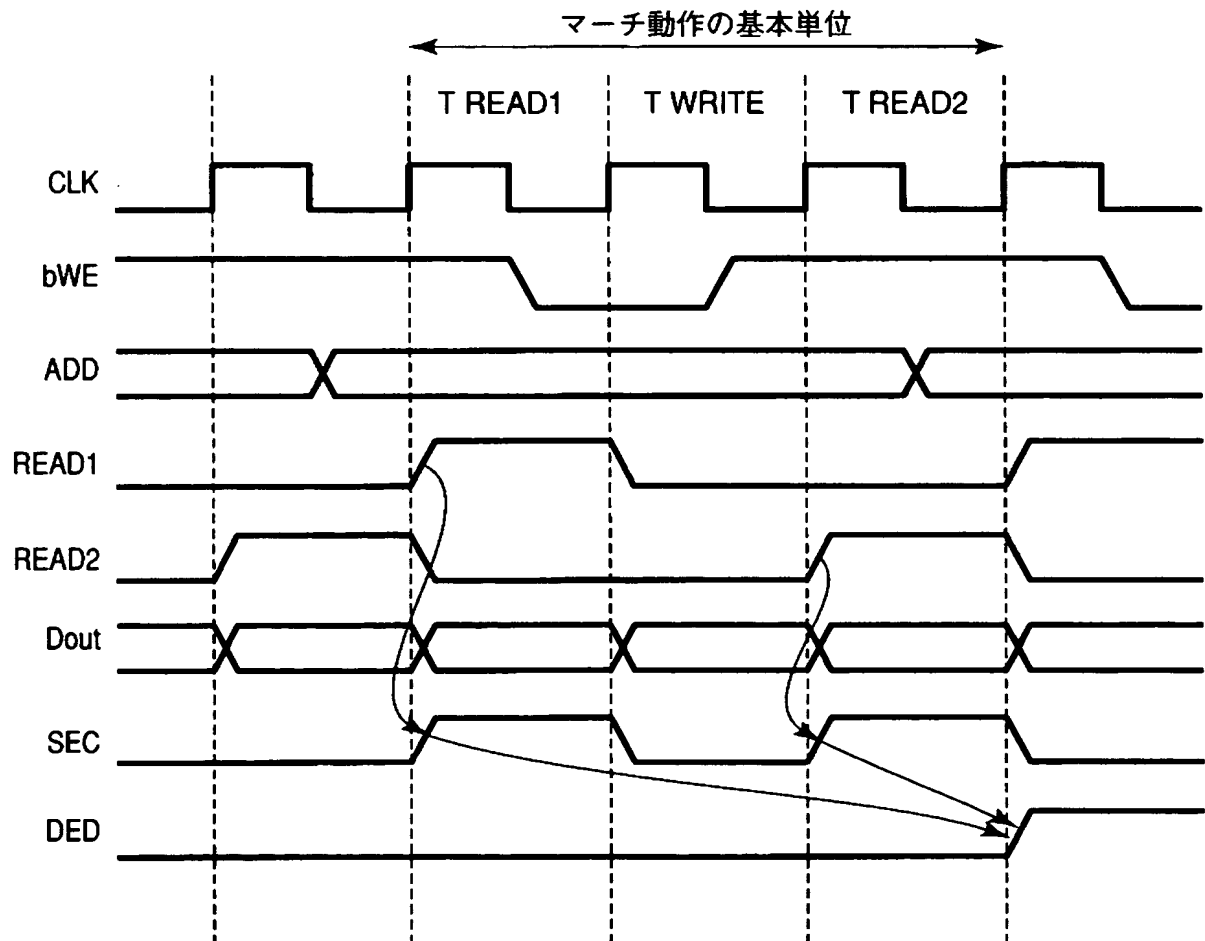 マーチ動作の基本単位
T READ1 T WRITE T READ2
CLK
bWE
ADD
READ1
READ2
Dout
SEC
DED